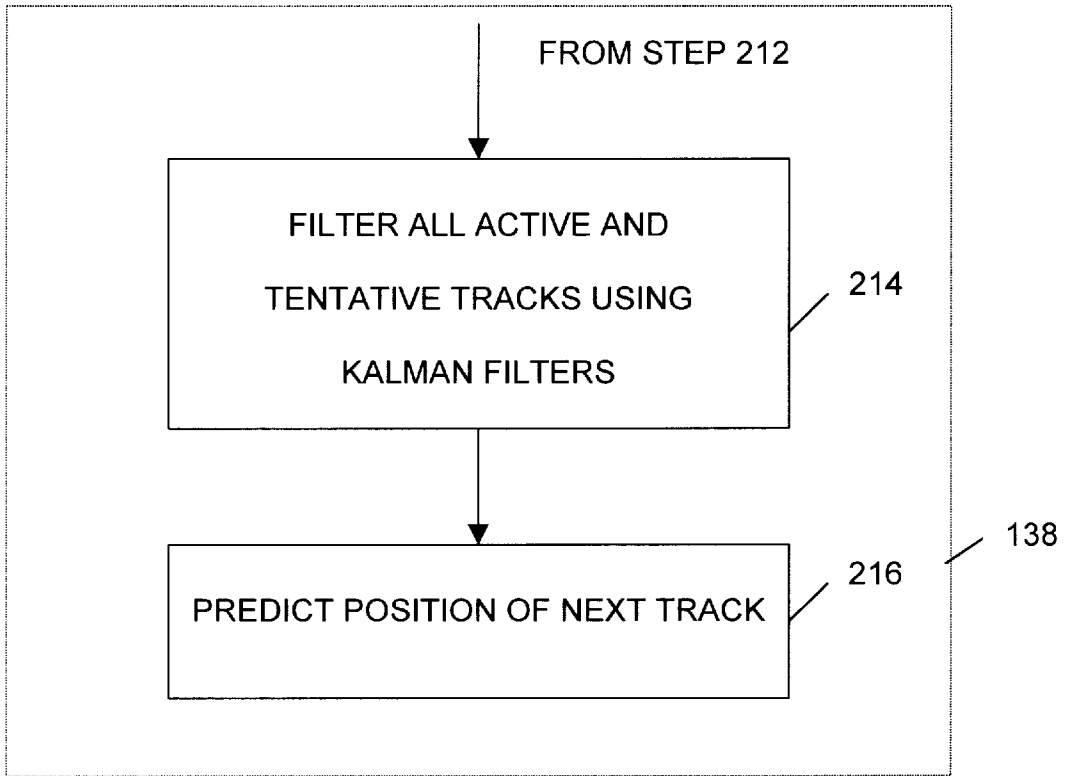 FROM STEP 212
FILTER ALL ACTIVE AND
TENTATIVE TRACKS USING
KALMAN FILTERS
214
138
PREDICT POSITION OF NEXT TRACK
216